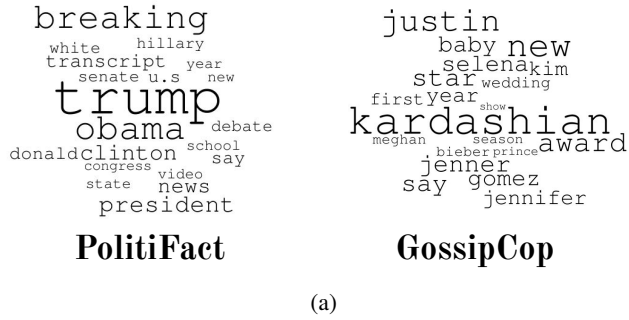 breaking
white hillary
transcript year
senate u.s new
trump
obama debate
donald clinton school
congress say
video
state news
president
PolitiFact
justin
baby new
selena kim
star wedding
first year show
kardashian
meghan season award
bieber prince
jenner
say gomez
jennifer
GossipCop
(a)